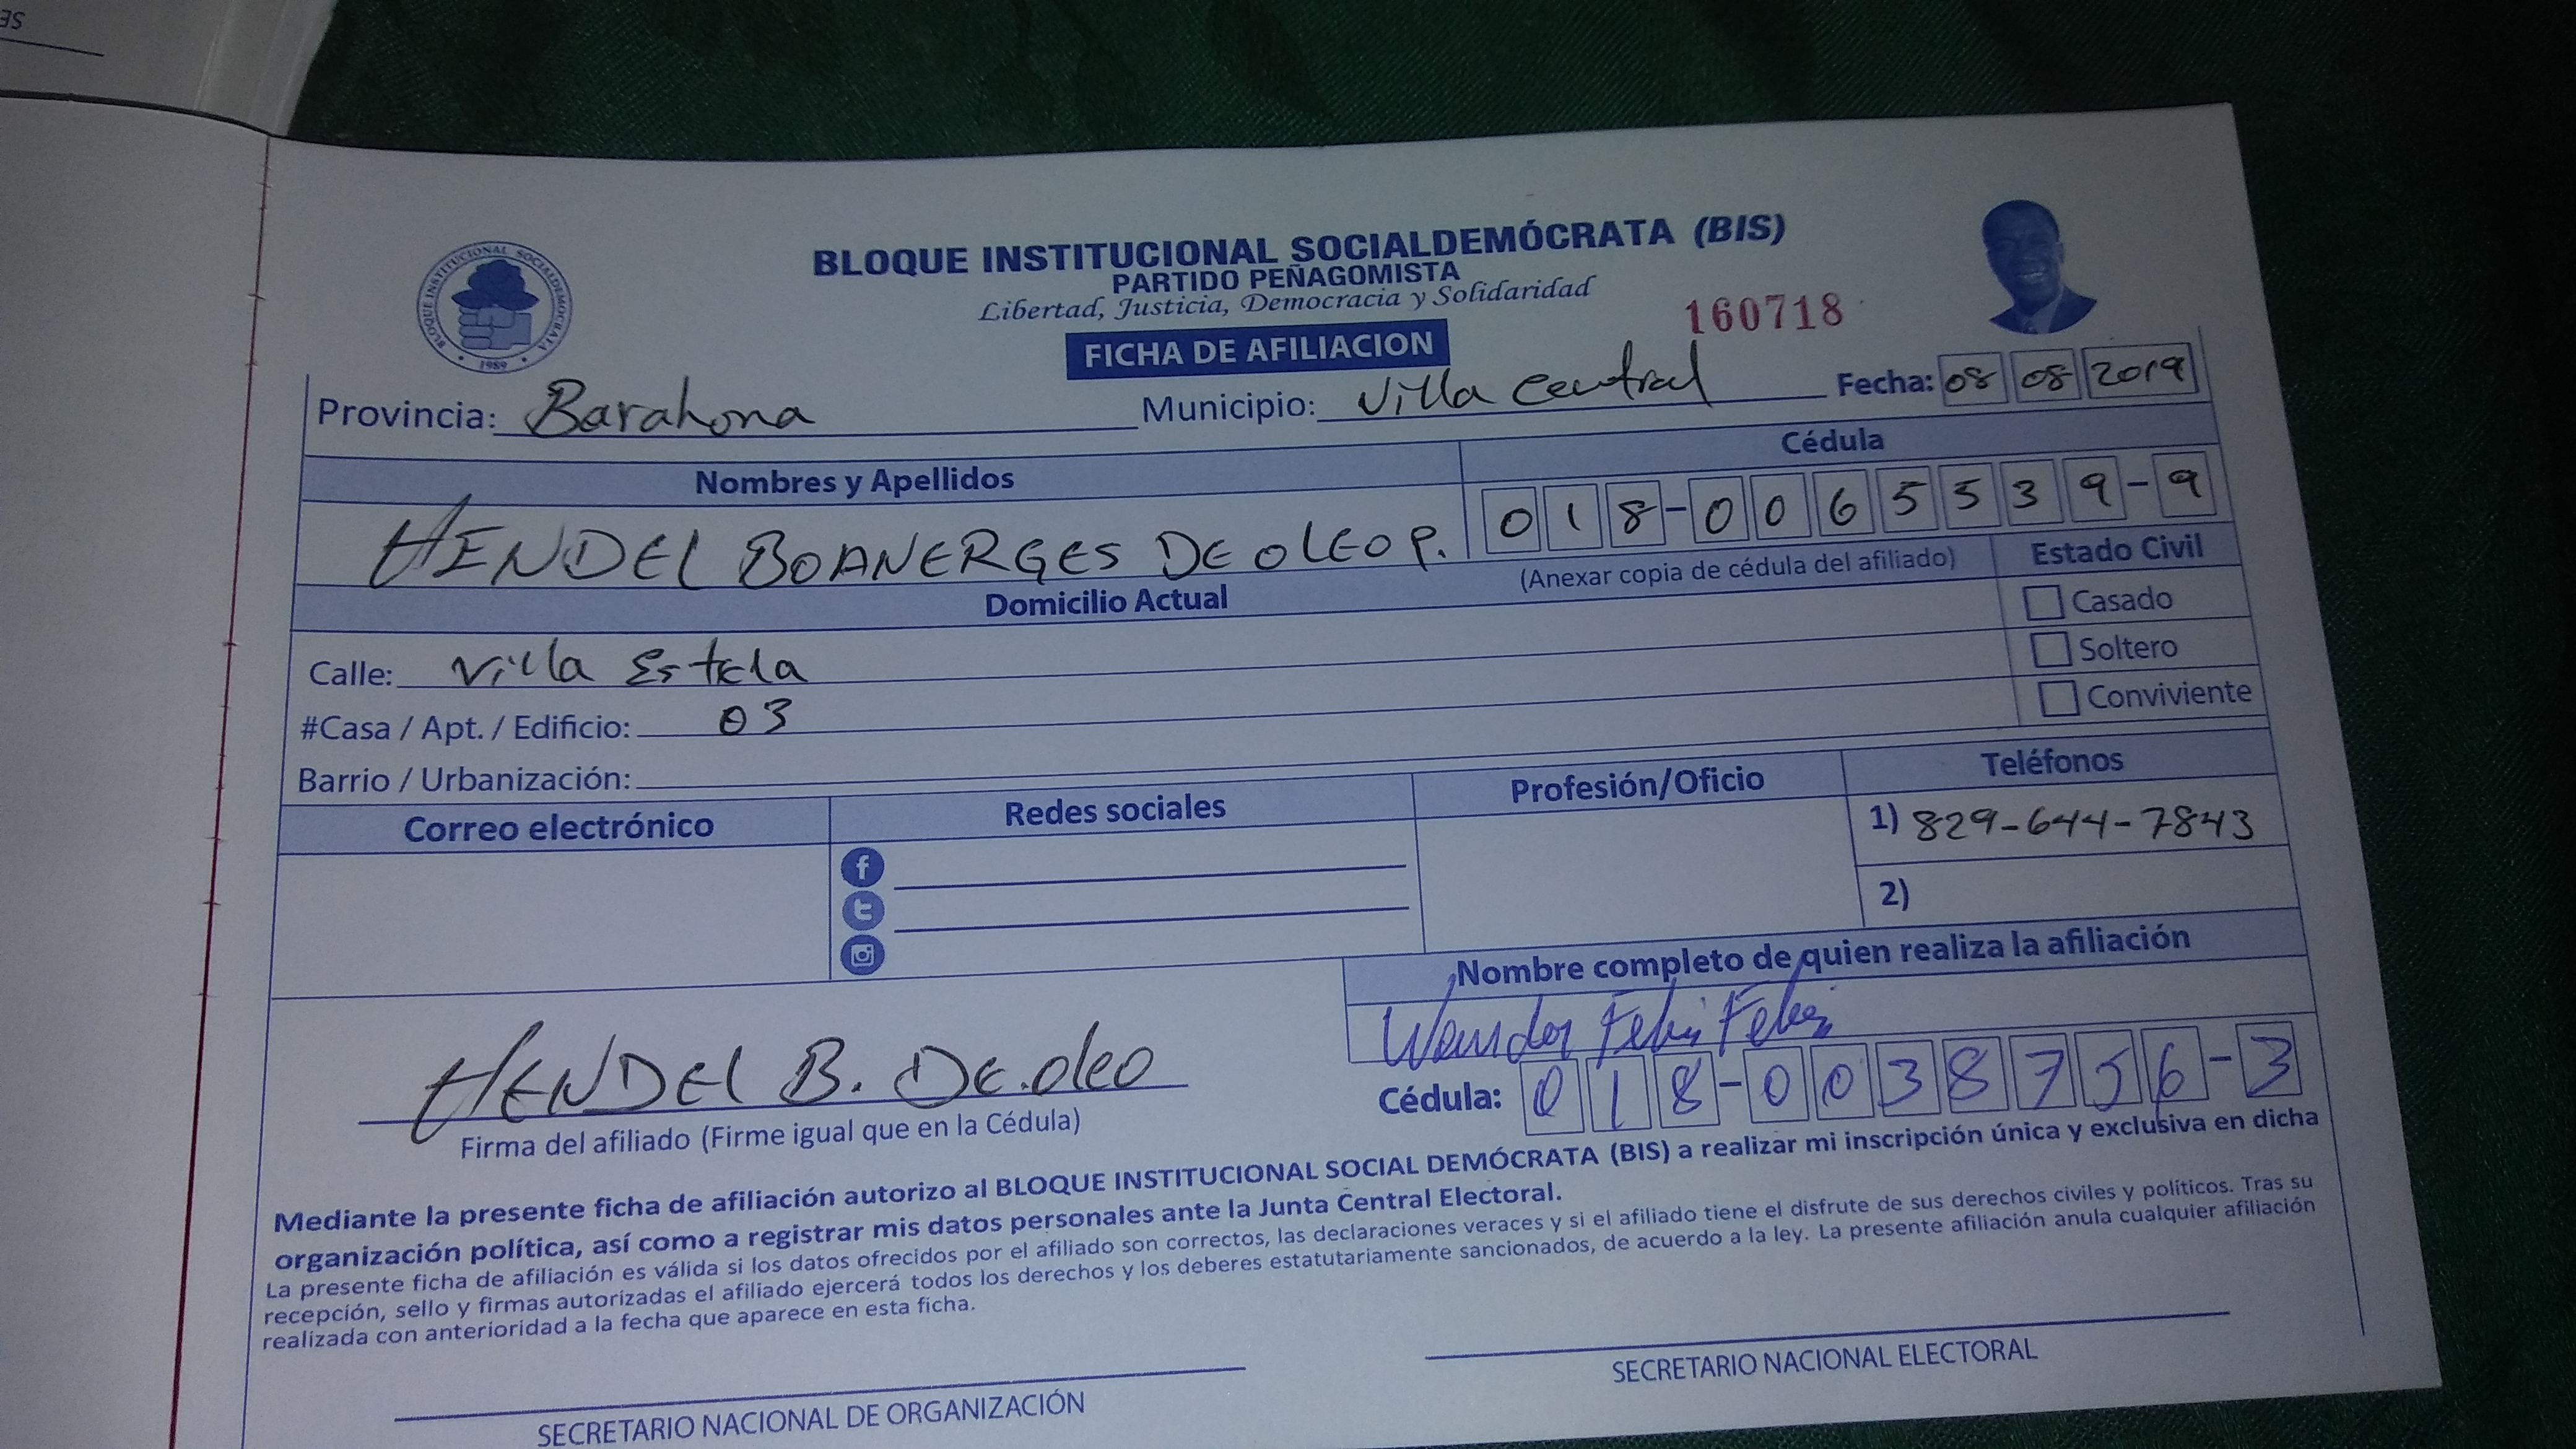 SE
BLOQUE INSTITUCIONAL SOCIALDEMOCRATA
1989
BLOQUE INSTITUCIONAL SOCIALDEMÓCRATA (BIS)
PARTIDO PEÑAGOMISTA
Libertad, Justicia, Democracia y Solidaridad
160718
FICHA DE AFILIACION
Provincia: Barahona Municipio: Villa Central Fecha: 08 08 2019
Nombres y Apellidos Cédula
HENDEL BOANERGES DE OLEO P. 018-0065539-9
(Anexar copia de cédula del afiliado)
Domicilio Actual Estado Civil
Casado
Calle: Villa Estela Soltero
#Casa / Apt. / Edificio: 03 Conviviente
Barrio / Urbanización:
Correo electrónico Redes sociales Profesión/Oficio Teléfonos
1) 829-644-7843
2)
Nombre completo de quien realiza la afiliación
Feliz Feliz
HENDEL B. DE.oleo Cédula: 018-0038756-3
Firma del afiliado (Firme igual que en la Cédula)
Mediante la presente ficha de afiliación autorizo al BLOQUE INSTITUCIONAL SOCIAL DEMÓCRATA (BIS) a realizar mi inscripción única y exclusiva en dicha
organización política, así como a registrar mis datos personales ante la Junta Central Electoral.
La presente ficha de afiliación es válida si los datos ofrecidos por el afiliado son correctos, las declaraciones veraces y si el afiliado tiene el disfrute de sus derechos civiles y políticos. Tras su
recepción, sello y firmas autorizadas el afiliado ejercerá todos los derechos y los deberes estatutariamente sancionados, de acuerdo a la ley. La presente afiliación anula cualquier afiliación
realizada con anterioridad a la fecha que aparece en esta ficha.
SECRETARIO NACIONAL DE ORGANIZACIÓN SECRETARIO NACIONAL ELECTORAL